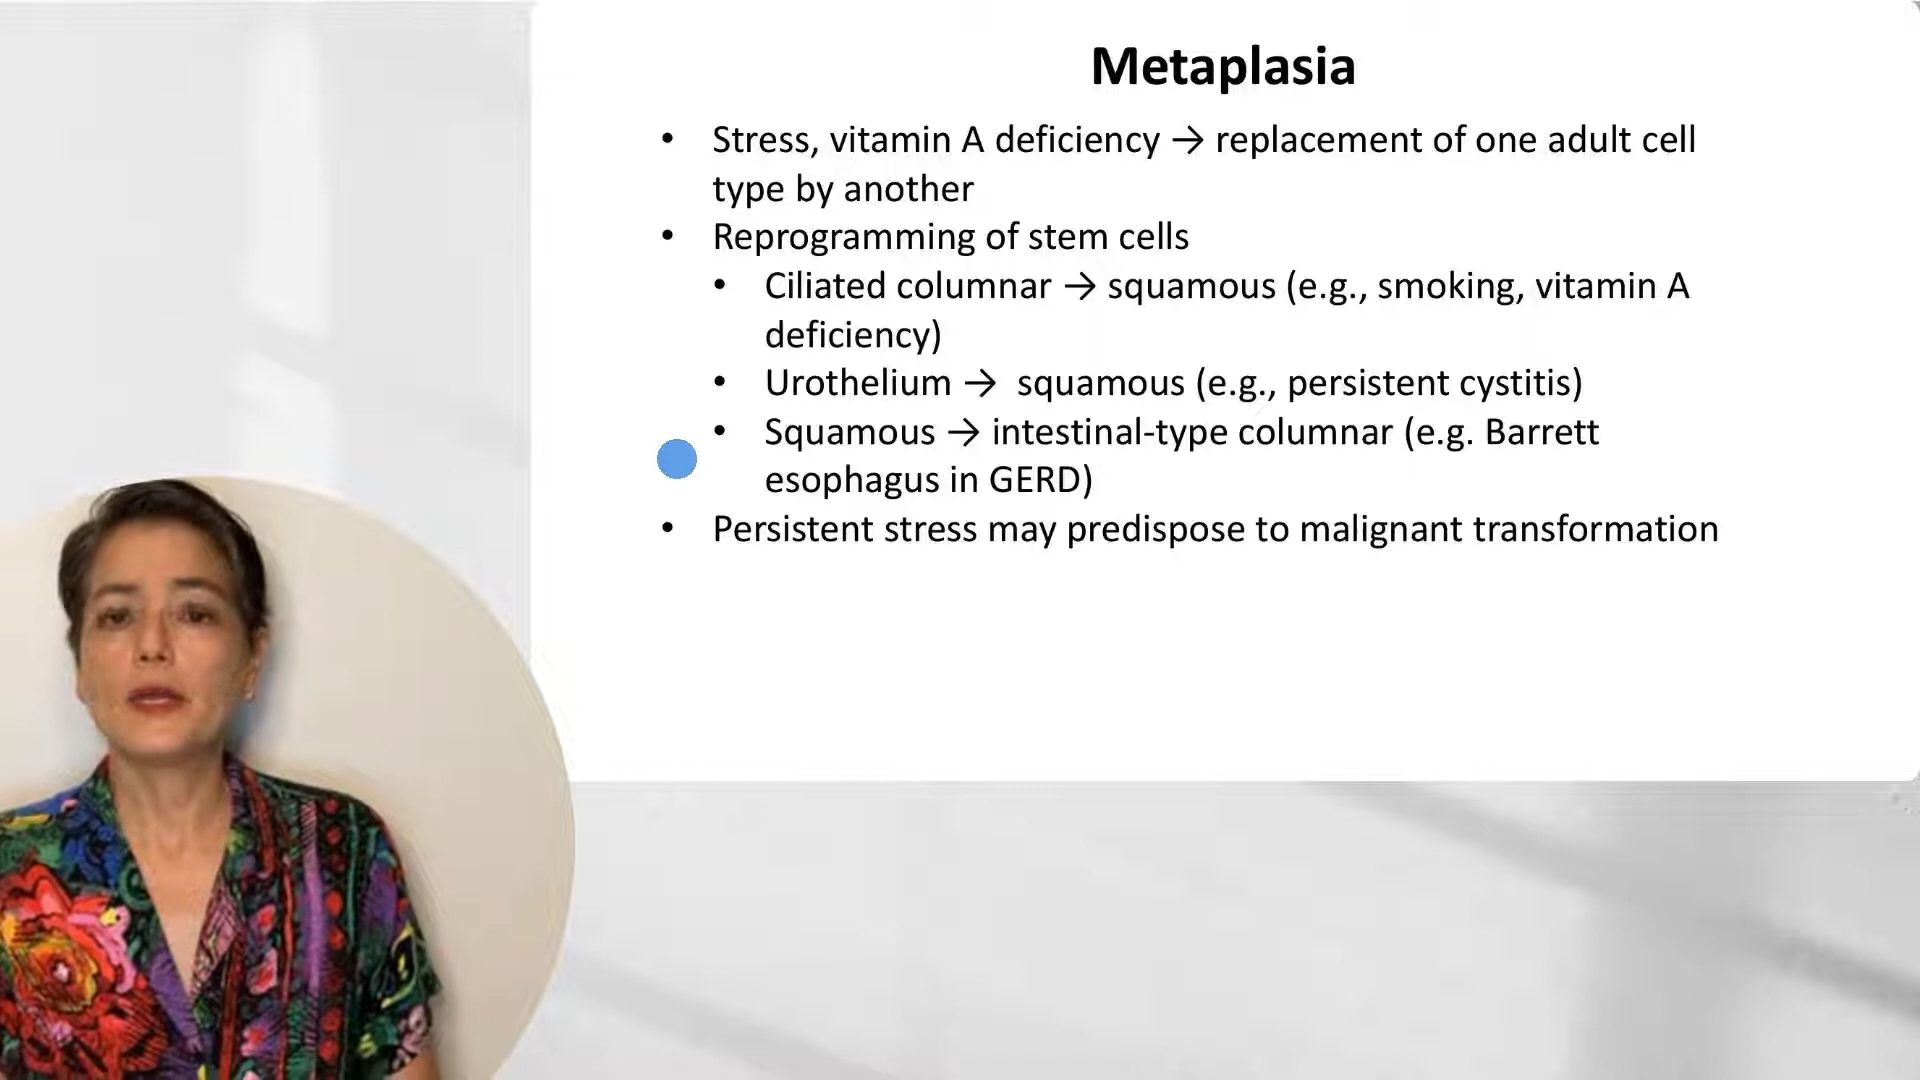 Metaplasia
• Stress, vitamin A deficiency → replacement of one adult cell
type by another
• Reprogramming of stem cells
• Ciliated columnar → squamous (e.g., smoking, vitamin A
deficiency)
• Urothelium → squamous (e.g., persistent cystitis)
• Squamous → intestinal-type columnar (e.g. Barrett
esophagus in GERD)
• Persistent stress may predispose to malignant transformation